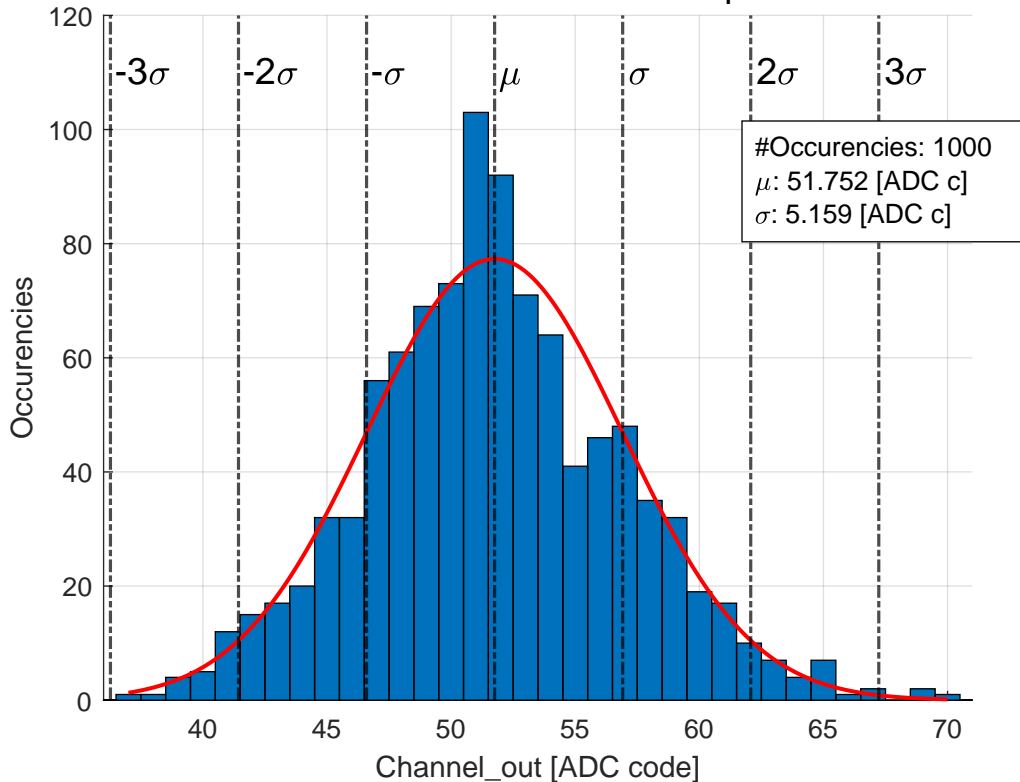 120
100
80
60
40
20
0
Occurencies
-3σ
-2σ
-σ
μ
σ
2σ
3σ
#Occurencies: 1000
μ: 51.752 [ADC c]
σ: 5.159 [ADC c]
40
45
50
55
60
65
70
Channel_out [ADC code]